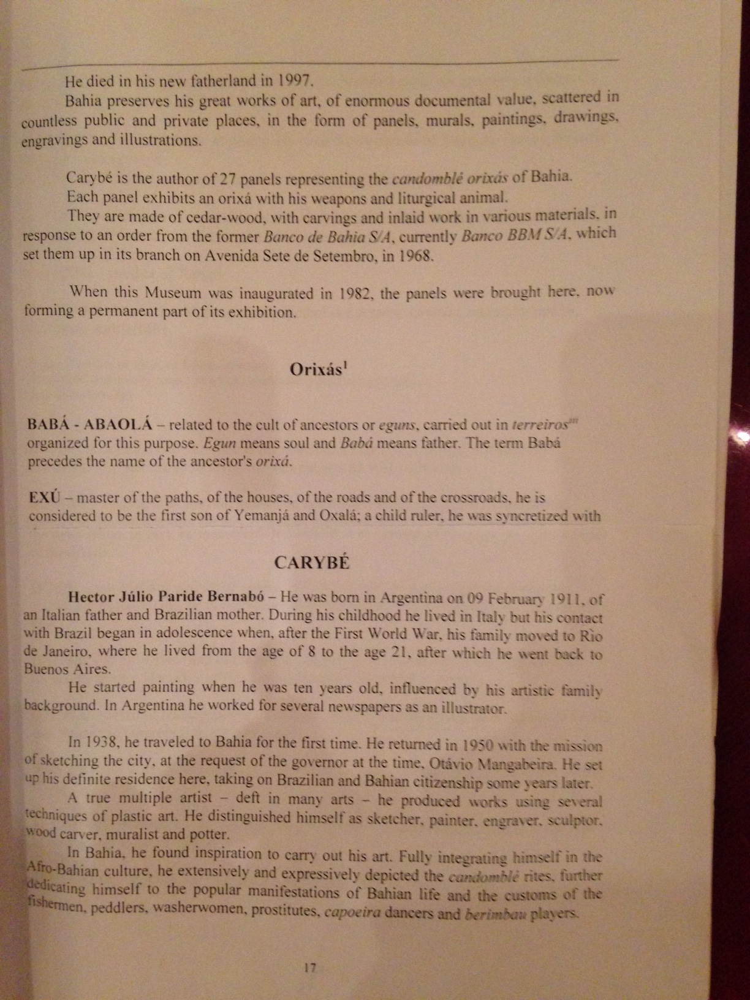 He died in his new fatherland in 1997.
Bahia preserves his great works of art, of enormous documental value, scattered in
countless public and private places, in the form of panels, murals, paintings, drawings,
engravings and illustrations.
Carybé is the author of 27 panels representing the candomblé orixás of Bahia.
Each panel exhibits an orixá with his weapons and liturgical animal.
They are made of cedar-wood, with carvings and inlaid work in various materials, in
response to an order from the former Banco de Bahia S/A, currently Banco BBM S/A, which
set them up in its branch on Avenida Sete de Setembro, in 1968.
When this Museum was inaugurated in 1982, the panels were brought here, now
forming a permanent part of its exhibition.
Orixás¹
BABÁ - ABAOLÁ – related to the cult of ancestors or eguns, carried out in terreiros
organized for this purpose. Egun means soul and Babá means father. The term Babá
precedes the name of the ancestor's orixá.
EXÚ – master of the paths, of the houses, of the roads and of the crossroads, he is
considered to be the first son of Yemanjá and Oxalá; a child ruler, he was syncretized with
CARYBÉ
Hector Júlio Paride Bernabó – He was born in Argentina on 09 February 1911, of
an Italian father and Brazilian mother. During his childhood he lived in Italy but his contact
with Brazil began in adolescence when, after the First World War, his family moved to Rio
de Janeiro, where he lived from the age of 8 to the age 21, after which he went back to
Buenos Aires.
He started painting when he was ten years old, influenced by his artistic family
background. In Argentina he worked for several newspapers as an illustrator.
In 1938, he traveled to Bahia for the first time. He returned in 1950 with the mission
of sketching the city, at the request of the governor at the time, Otávio Mangabeira. He set
up his definite residence here, taking on Brazilian and Bahian citizenship some years later.
A true multiple artist – deft in many arts – he produced works using several
techniques of plastic art. He distinguished himself as sketcher, painter, engraver, sculptor,
wood carver, muralist and potter.
In Bahia, he found inspiration to carry out his art. Fully integrating himself in the
Afro-Bahian culture, he extensively and expressively depicted the candomblé rites, further
dedicating himself to the popular manifestations of Bahian life and the customs of the
fishermen, peddlers, washerwomen, prostitutes, capoeira dancers and berimbau players.
17